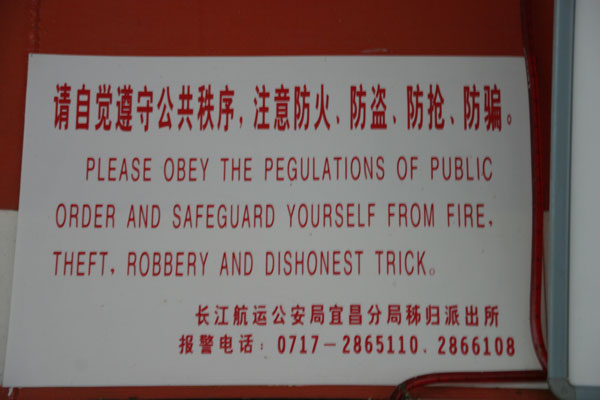 请自觉遵守公共秩序，注意防火、防盗、防抢、防骗。
PLEASE OBEY THE PEGULATIONS OF PUBLIC
ORDER AND SAFEGUARD YOURSELF FROM FIRE,
THEFT, ROBBERY AND DISHONEST TRICK。
长江航运公安局宜昌分局秭归派出所
报警电话：0717－2865110、2866108